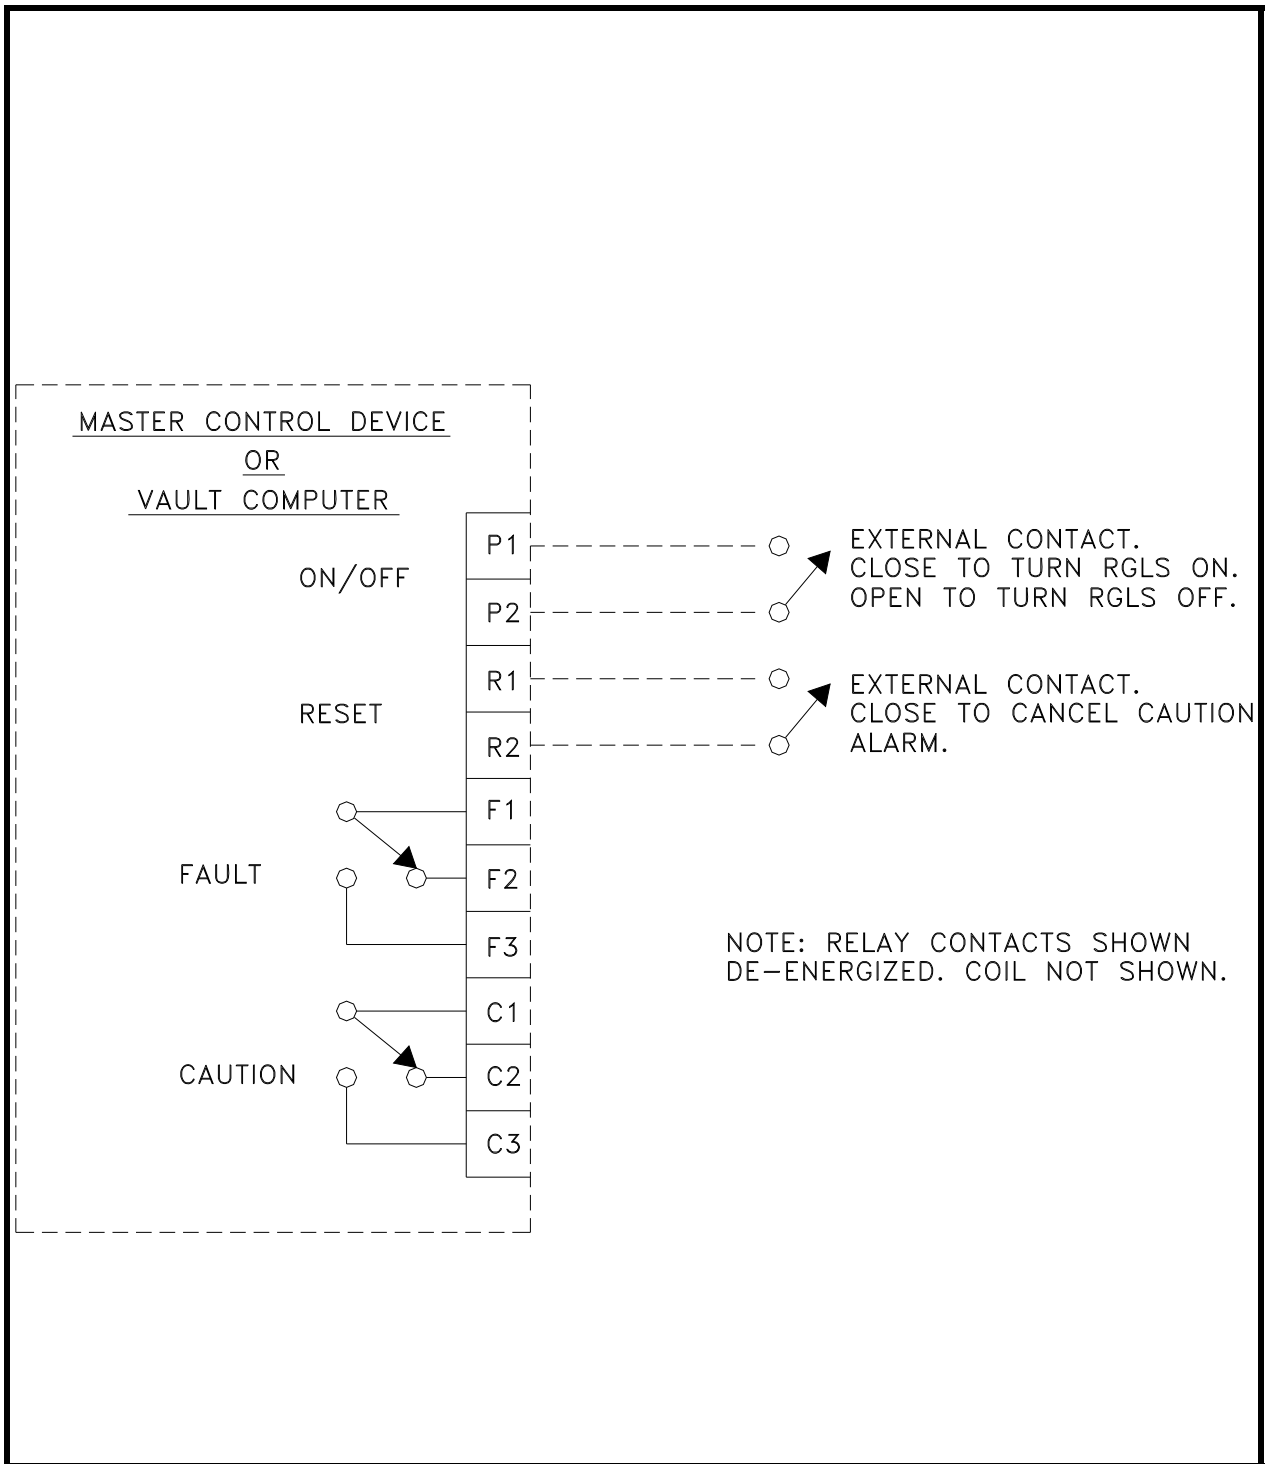 MASTER CONTROL DEVICE
OR
VAULT COMPUTER
ON/OFF
RESET
FAULT
CAUTION
P1
P2
R1
R2
F1
F2
F3
C1
C2
C3
EXTERNAL CONTACT.
CLOSE TO TURN RGLS ON.
OPEN TO TURN RGLS OFF.
EXTERNAL CONTACT.
CLOSE TO CANCEL CAUTION
ALARM.
NOTE: RELAY CONTACTS SHOWN
DE-ENERGIZED. COIL NOT SHOWN.